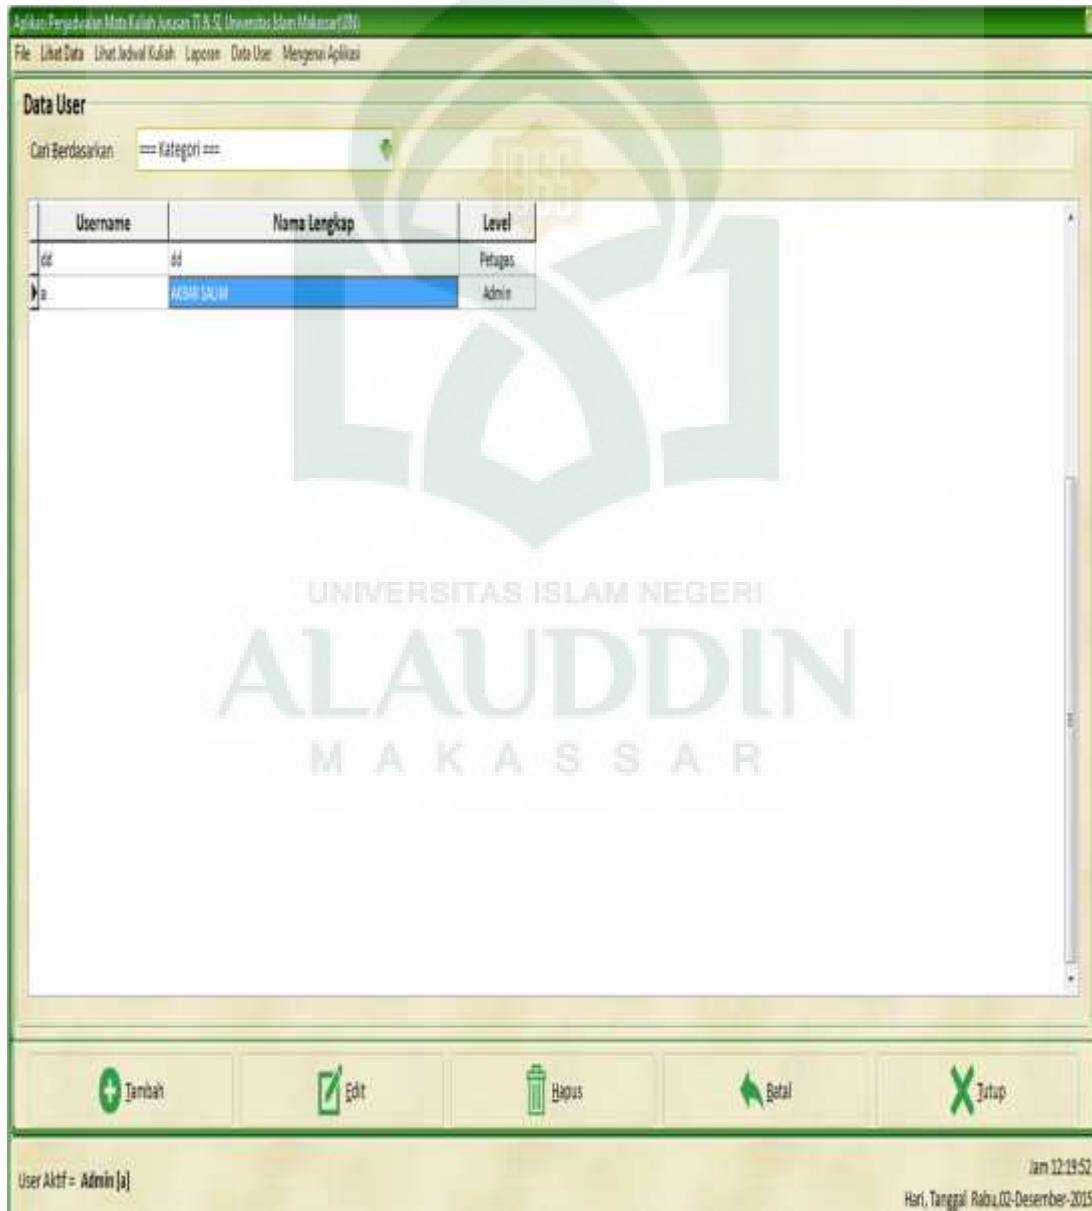 Aplikasi Penjadwalan Mata Kuliah Jurusan TI & SI, Universitas Islam Makassar(UIN)
File Lihat Data Lihat Jadwal Kuliah Laporan Data User Mengenai Aplikasi
Data User
Cari Berdasarkan === Kategori ===
1965
Username Nama Lengkap Level
dd dd Petugas
a AKBAR SALIM Admin
UNIVERSITAS ISLAM NEGERI
ALAUDDIN
MAKASSAR
Tambah Edit Hapus Batal Tutup
User Aktif = Admin [a]
Jam 12:19:52
Hari, Tanggal Rabu,02-Desember-2015